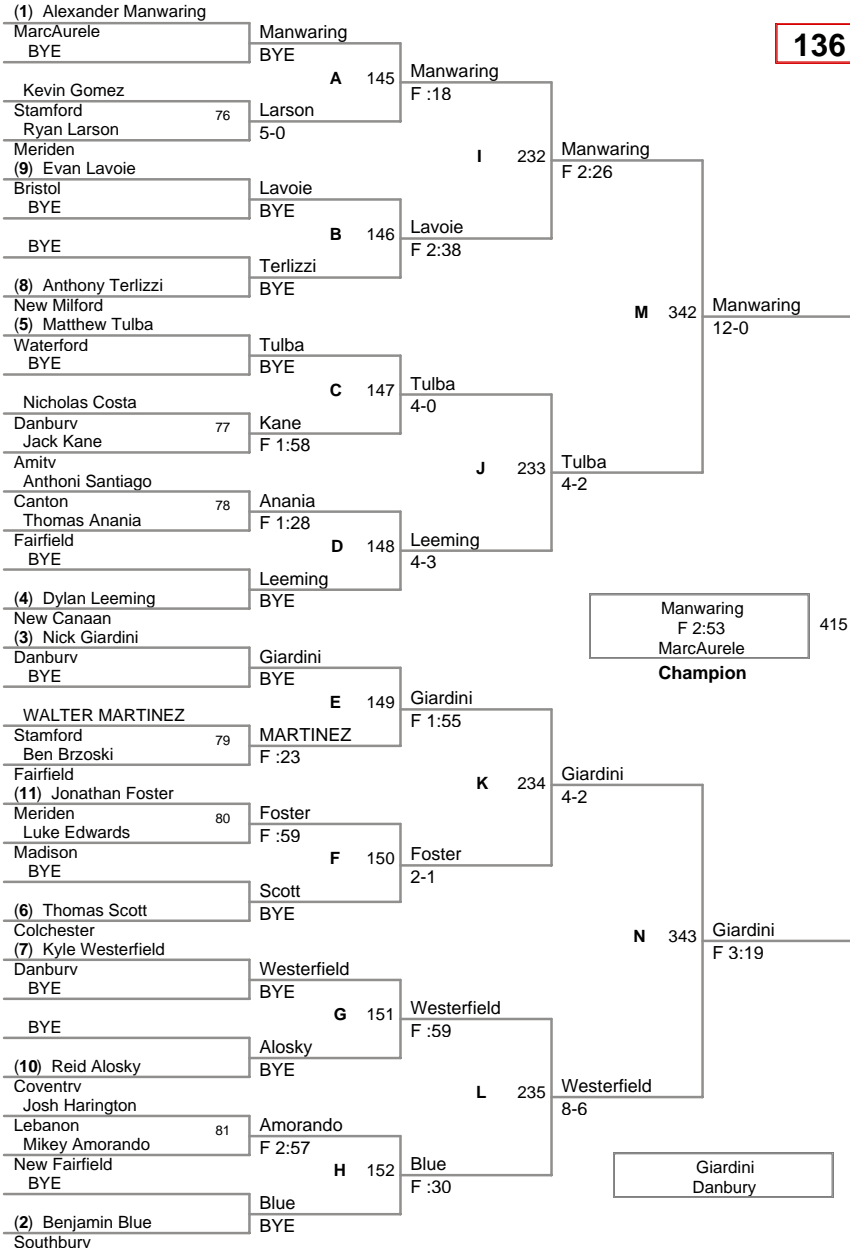 (1) Alexander Manwaring
MarcAurele
BYE
Kevin Gomez
Stamford
Ryan Larson
Meriden
(9) Evan Lavoie
Bristol
BYE
BYE
(8) Anthony Terlizzi
New Milford
(5) Matthew Tulba
Waterford
BYE
Nicholas Costa
Danbury
Jack Kane
Amity
Anthoni Santiago
Canton
Thomas Anania
Fairfield
BYE
(4) Dylan Leeming
New Canaan
(3) Nick Giardini
Danbury
BYE
WALTER MARTINEZ
Stamford
Ben Brzoski
Fairfield
(11) Jonathan Foster
Meriden
Luke Edwards
Madison
BYE
(6) Thomas Scott
Colchester
(7) Kyle Westerfield
Danbury
BYE
BYE
(10) Reid Alosky
Coventry
Josh Harington
Lebanon
Mikey Amorando
New Fairfield
BYE
(2) Benjamin Blue
Southbury
76
77
78
79
80
81
Manwaring
BYE
Larson
5-0
Lavoie
BYE
Terlizzi
BYE
Tulba
BYE
Kane
F 1:58
Anania
F 1:28
Leeming
BYE
Giardini
BYE
MARTINEZ
F :23
Foster
F :59
Scott
BYE
Westerfield
BYE
Alosky
BYE
Amorando
F 2:57
Blue
BYE
A 145
B 146
C 147
D 148
E 149
F 150
G 151
H 152
Manwaring
F :18
Lavoie
F 2:38
Tulba
4-0
Leeming
4-3
Giardini
F 1:55
Foster
2-1
Westerfield
F :59
Blue
F :30
I 232
J 233
K 234
L 235
Manwaring
F 2:26
Tulba
4-2
Giardini
4-2
Westerfield
8-6
M 342
N 343
Manwaring
12-0
Giardini
F 3:19
136
Manwaring
F 2:53
MarcAurele
415
Champion
Giardini
Danbury